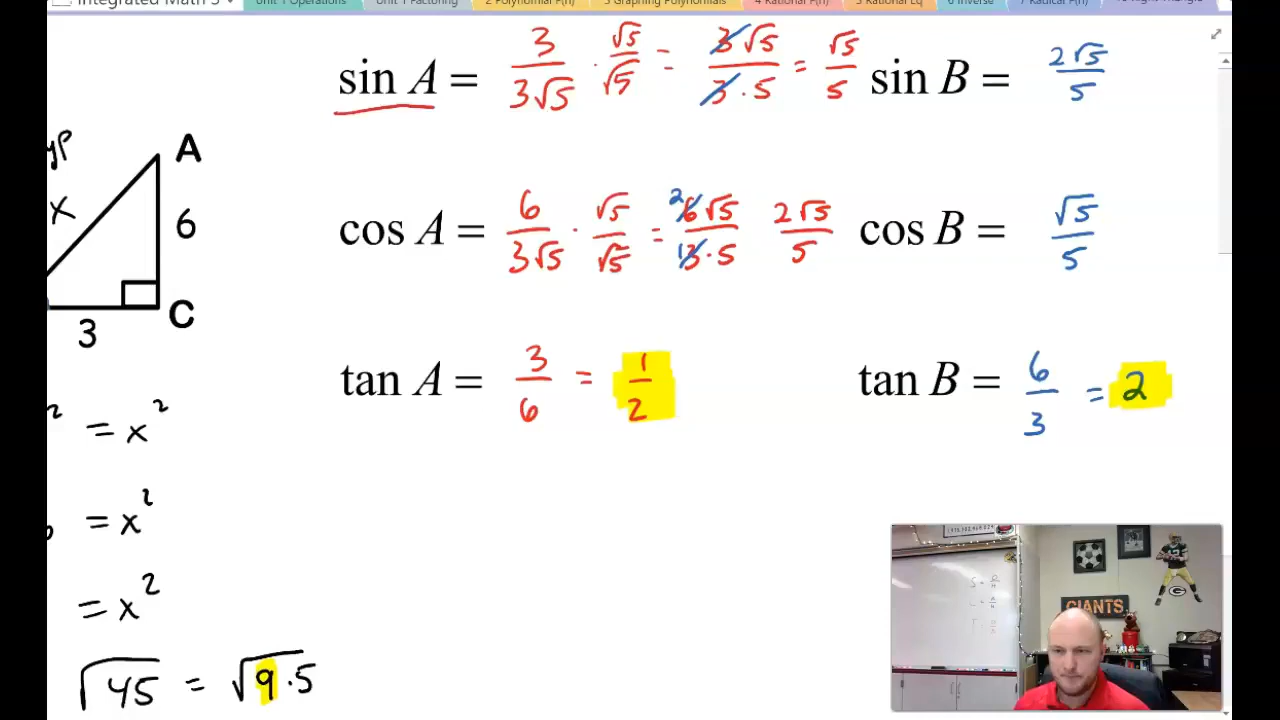 Integrated Math 3
Unit 1 Operations
Unit 1 Factoring
2 Polynomial F(n)
3 Graphing Polynomials
4 Rational F(n)
5 Rational Eq
6 Inverse
7 Radical F(n)
sin A = 3/3√5 · √5/√5 = 3√5/3·5 = √5/5
sin B = 2√5/5
yp
A
x
6
cos A = 6/3√5 · √5/√5 = 2 6√5/1 3·5 2√5/5
cos B = √5/5
C
3
tan A = 3/6 = 1/2
tan B = 6/3 = 2
2 = x²
= x²
= x²
√45 = √9·5
GIANTS
G